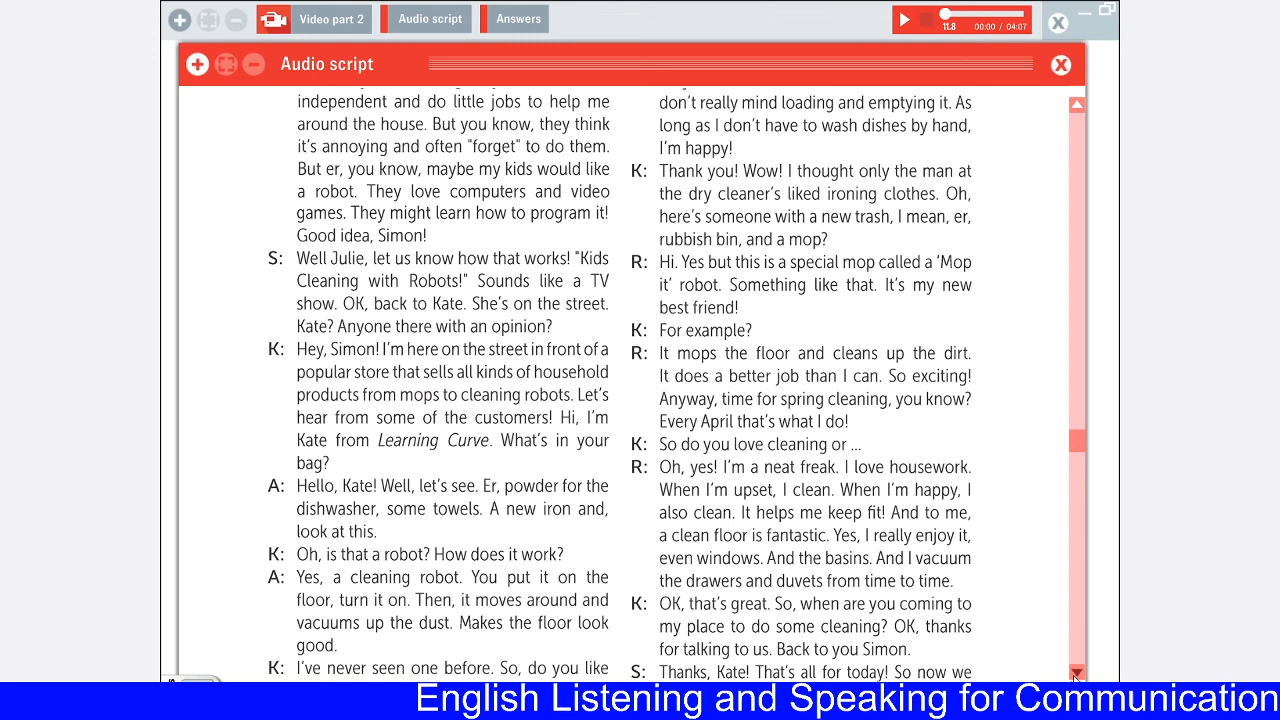 Video part 2
Audio script
Answers
11.8
00:00 / 04:07
Audio script
independent and do little jobs to help me
around the house. But you know, they think
it's annoying and often "forget" to do them.
But er, you know, maybe my kids would like
a robot. They love computers and video
games. They might learn how to program it!
Good idea, Simon!
S: Well Julie, let us know how that works! "Kids
Cleaning with Robots!" Sounds like a TV
show. OK, back to Kate. She's on the street.
Kate? Anyone there with an opinion?
K: Hey, Simon! I'm here on the street in front of a
popular store that sells all kinds of household
products from mops to cleaning robots. Let's
hear from some of the customers! Hi, I'm
Kate from Learning Curve. What's in your
bag?
A: Hello, Kate! Well, let's see. Er, powder for the
dishwasher, some towels. A new iron and,
look at this.
K: Oh, is that a robot? How does it work?
A: Yes, a cleaning robot. You put it on the
floor, turn it on. Then, it moves around and
vacuums up the dust. Makes the floor look
good.
K: I've never seen one before. So, do you like
don't really mind loading and emptying it. As
long as I don't have to wash dishes by hand,
I'm happy!
K: Thank you! Wow! I thought only the man at
the dry cleaner's liked ironing clothes. Oh,
here's someone with a new trash, I mean, er,
rubbish bin, and a mop?
R: Hi. Yes but this is a special mop called a 'Mop
it' robot. Something like that. It's my new
best friend!
K: For example?
R: It mops the floor and cleans up the dirt.
It does a better job than I can. So exciting!
Anyway, time for spring cleaning, you know?
Every April that's what I do!
K: So do you love cleaning or ...
R: Oh, yes! I'm a neat freak. I love housework.
When I'm upset, I clean. When I'm happy, I
also clean. It helps me keep fit! And to me,
a clean floor is fantastic. Yes, I really enjoy it,
even windows. And the basins. And I vacuum
the drawers and duvets from time to time.
K: OK, that's great. So, when are you coming to
my place to do some cleaning? OK, thanks
for talking to us. Back to you Simon.
S: Thanks, Kate! That's all for today! So now we
English Listening and Speaking for Communication